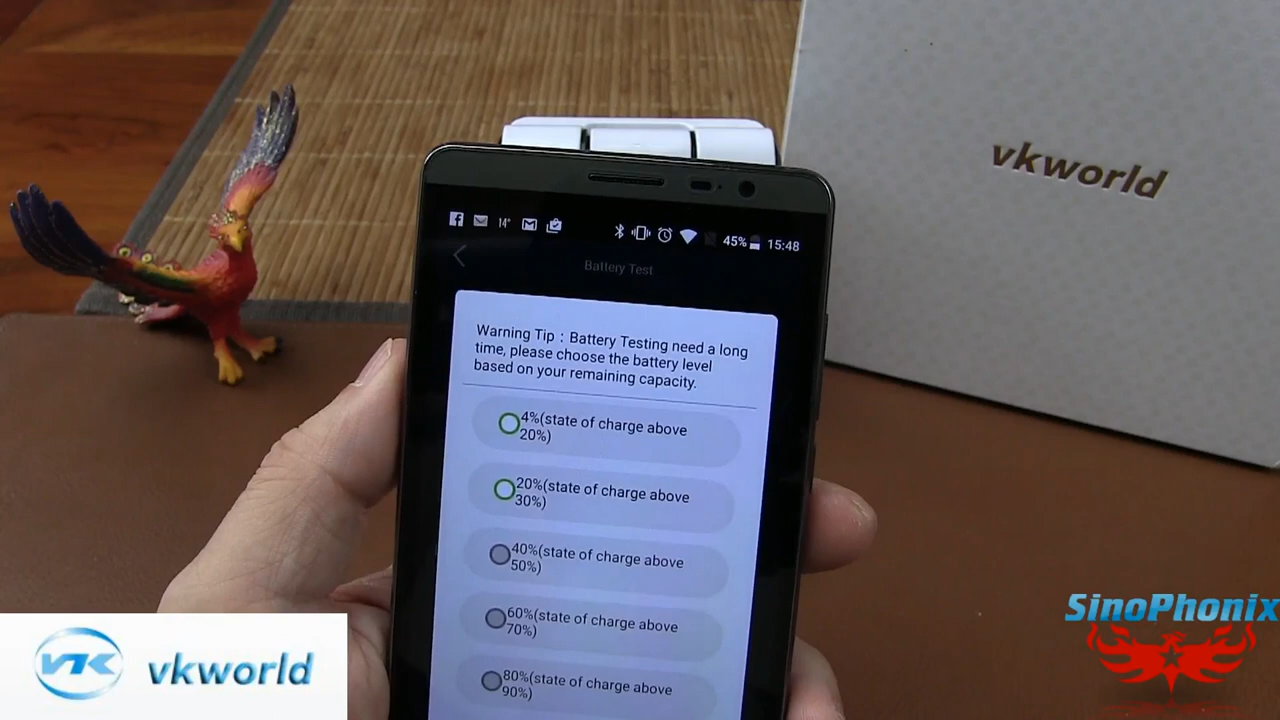 vkworld
14°
45%
15:48
Battery Test
Warning Tip : Battery Testing need a long
time, please choose the battery level
based on your remaining capacity.
4%(state of charge above
20%)
20%(state of charge above
30%)
40%(state of charge above
50%)
60%(state of charge above
70%)
80%(state of charge above
90%)
VK
vkworld
SinoPhonix